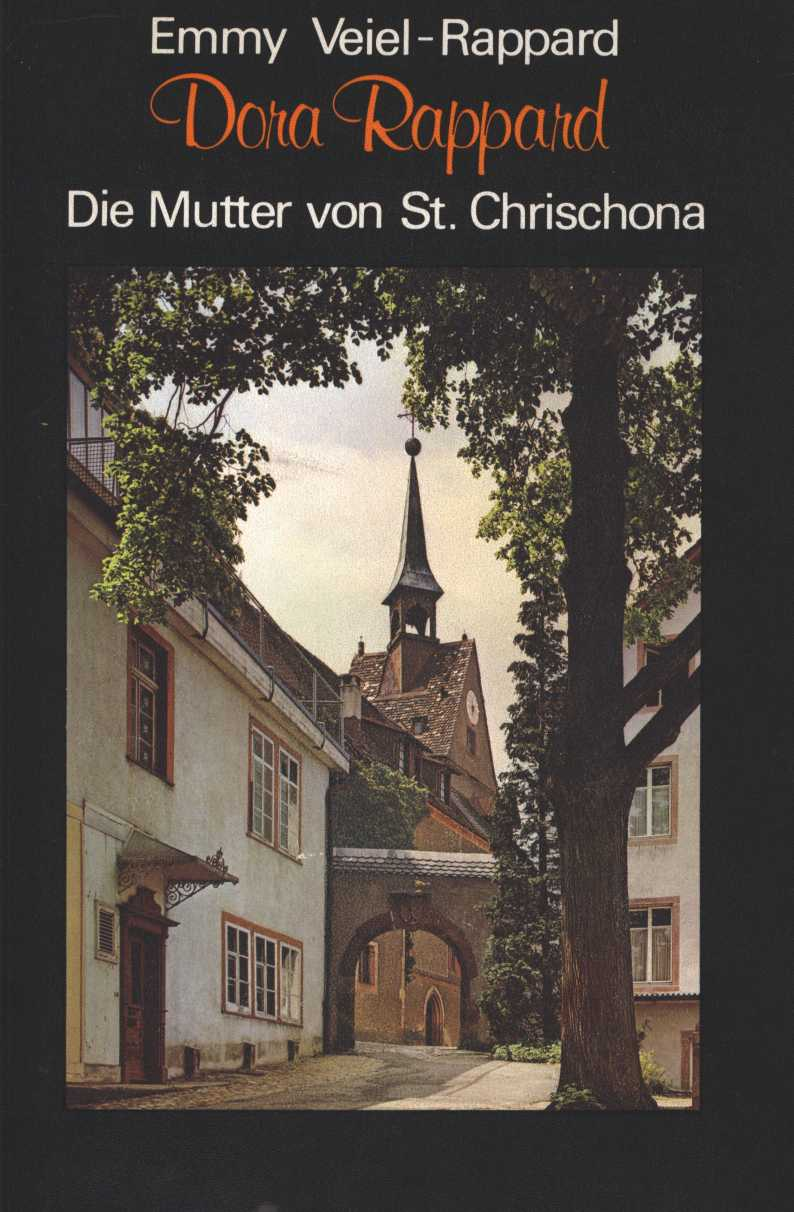 Emmy Veiel-Rappard
Dora Rappard
Die Mutter von St. Chrischona